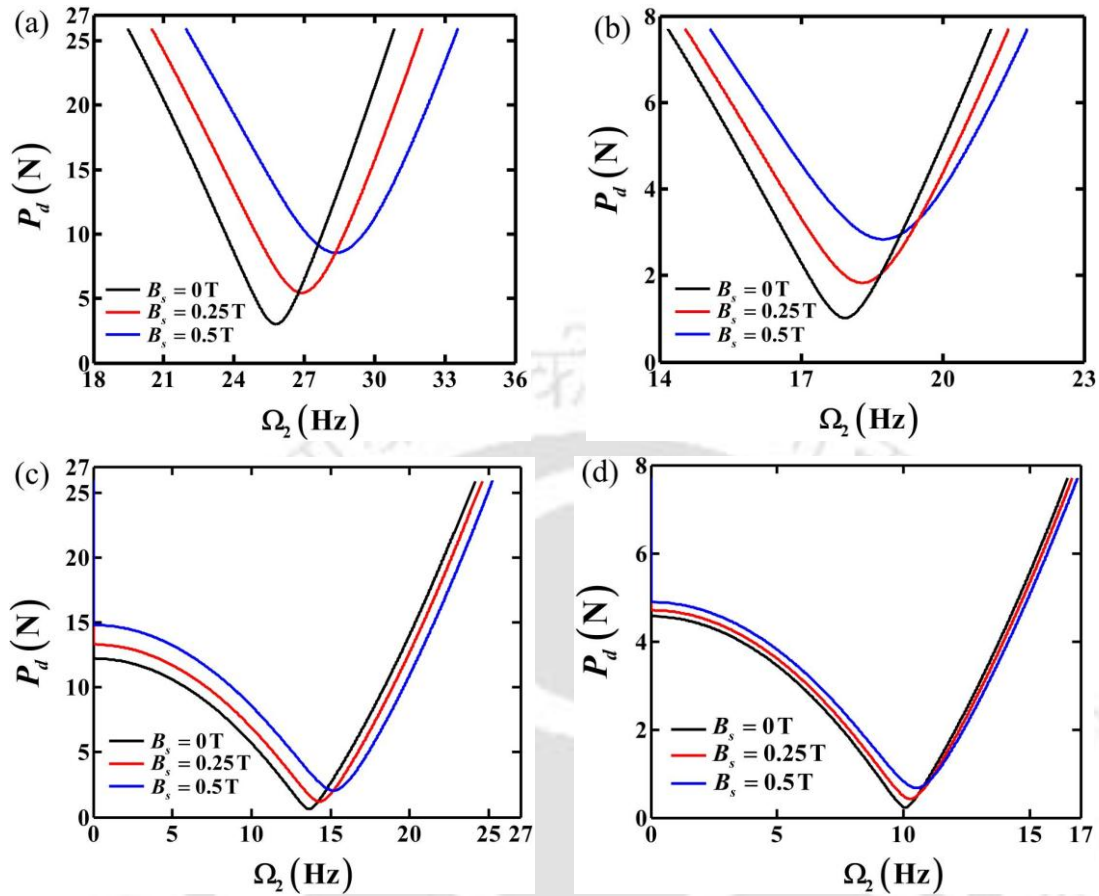 (a)
27
25
20
15
10
5
0
P_d (N)
B_s = 0 T
B_s = 0.25 T
B_s = 0.5 T
18 21 24 27 30 33 36
Ω₂ (Hz)
(b)
8
6
4
2
0
P_d (N)
B_s = 0 T
B_s = 0.25 T
B_s = 0.5 T
14 17 20 23
Ω₂ (Hz)
(c)
27
25
20
15
10
5
0
P_d (N)
B_s = 0 T
B_s = 0.25 T
B_s = 0.5 T
0 5 10 15 20 25 27
Ω₂ (Hz)
(d)
8
6
4
2
0
P_d (N)
B_s = 0 T
B_s = 0.25 T
B_s = 0.5 T
0 5 10 15 17
Ω₂ (Hz)